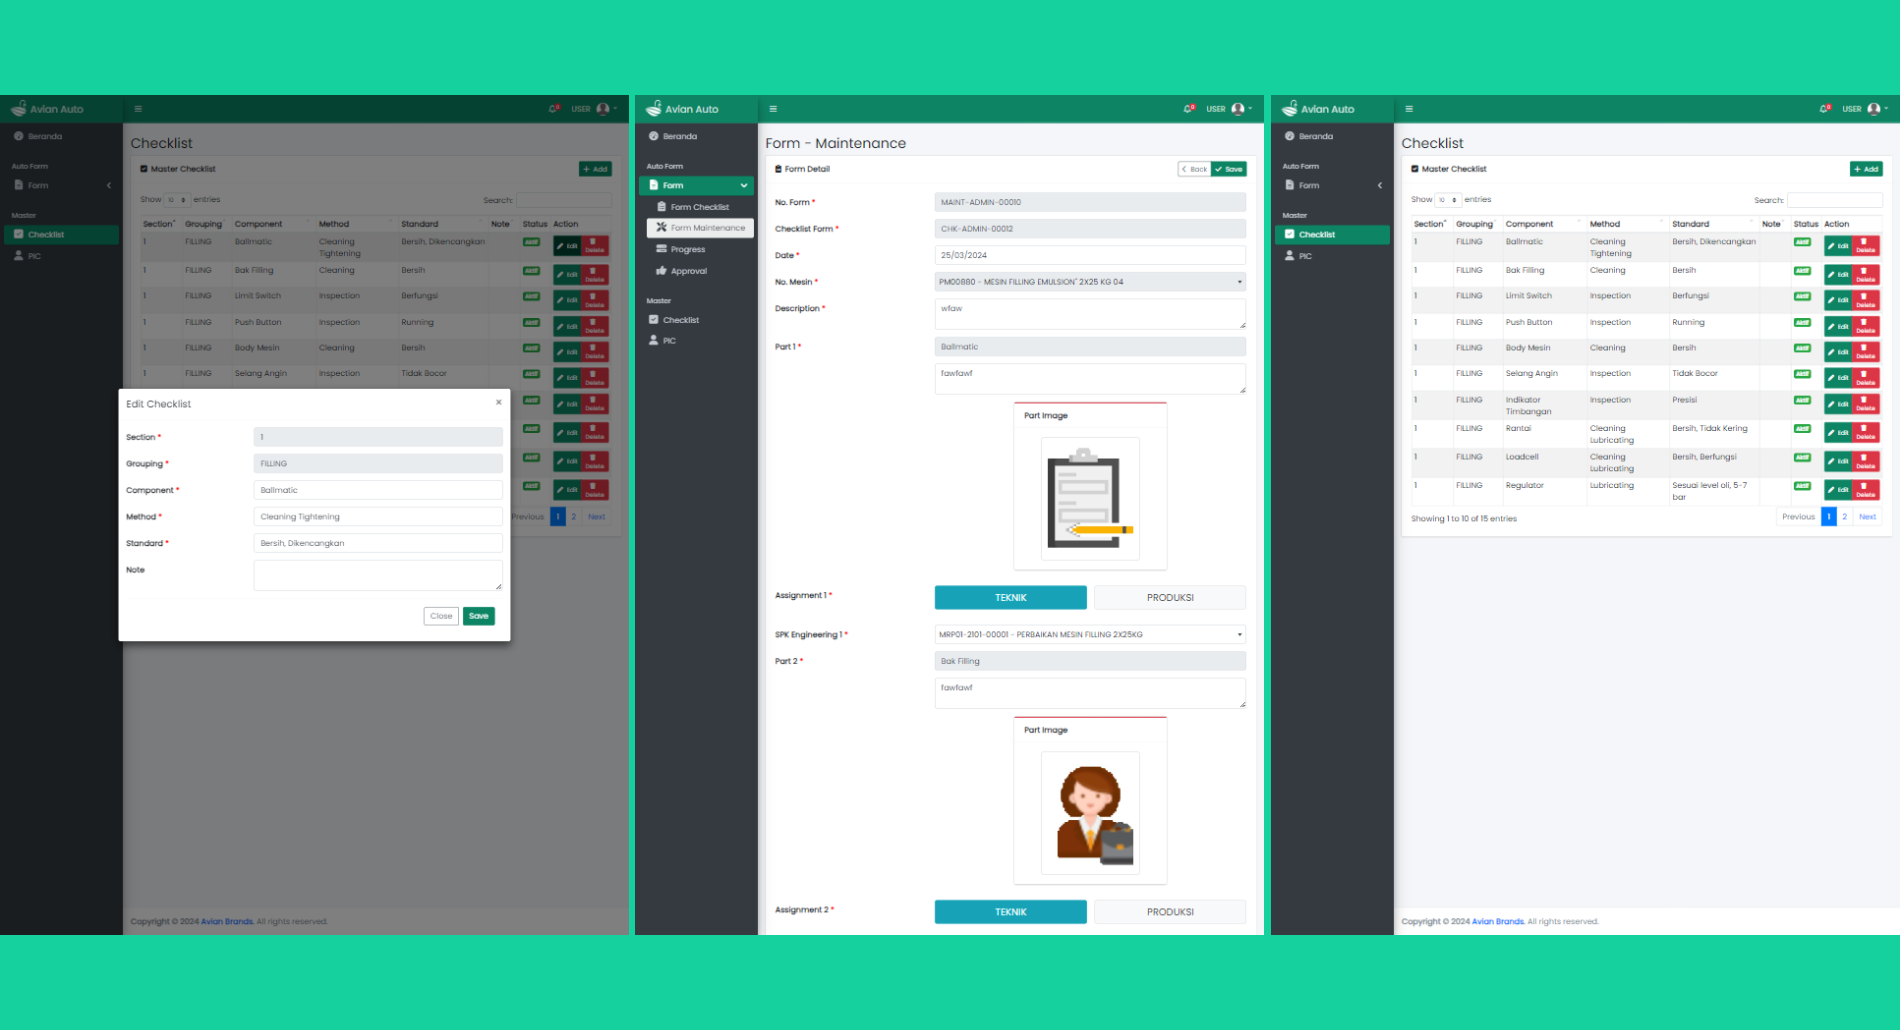 Avian Auto
USER
Beranda
Auto Form
Form
Master
Checklist
PIC
Checklist
Master Checklist
+ Add
Show 10 entries
Search:
Section Grouping Component Method Standard Note Status Action
1 FILLING Ballmatic Cleaning Tightening Bersih, Dikencangkan Aktif Edit Delete
1 FILLING Bak Filling Cleaning Bersih Aktif Edit Delete
1 FILLING Limit Switch Inspection Berfungsi Aktif Edit Delete
1 FILLING Push Button Inspection Running Aktif Edit Delete
1 FILLING Body Mesin Cleaning Bersih Aktif Edit Delete
1 FILLING Selang Angin Inspection Tidak Bocor Aktif Edit Delete
Aktif Edit Delete
Aktif Edit Delete
Aktif Edit Delete
Aktif Edit Delete
Previous 1 2 Next
Edit Checklist ×
Section * 1
Grouping * FILLING
Component * Ballmatic
Method * Cleaning Tightening
Standard * Bersih, Dikencangkan
Note
Close Save
Copyright © 2024 Avian Brands. All rights reserved.
Avian Auto
USER
Beranda
Auto Form
Form
Form Checklist
Form Maintenance
Progress
Approval
Master
Checklist
PIC
Form - Maintenance
Form Detail
Back Save
No. Form * MAINT-ADMIN-00010
Checklist Form * CHK-ADMIN-00012
Date * 25/03/2024
No. Mesin * PM00880 - MESIN FILLING EMULSION" 2X25 KG 04
Description * wfaw
Part 1 * Ballmatic
fawfawf
Part Image
Assignment 1 * TEKNIK PRODUKSI
SPK Engineering 1 * MRP01-2101-00001 - PERBAIKAN MESIN FILLING 2X25KG
Part 2 * Bak Filling
fawfawf
Part Image
Assignment 2 * TEKNIK PRODUKSI
Avian Auto
USER
Beranda
Auto Form
Form
Master
Checklist
PIC
Checklist
Master Checklist
+ Add
Show 10 entries
Search:
Section Grouping Component Method Standard Note Status Action
1 FILLING Ballmatic Cleaning Tightening Bersih, Dikencangkan Aktif Edit Delete
1 FILLING Bak Filling Cleaning Bersih Aktif Edit Delete
1 FILLING Limit Switch Inspection Berfungsi Aktif Edit Delete
1 FILLING Push Button Inspection Running Aktif Edit Delete
1 FILLING Body Mesin Cleaning Bersih Aktif Edit Delete
1 FILLING Selang Angin Inspection Tidak Bocor Aktif Edit Delete
1 FILLING Indikator Timbangan Inspection Presisi Aktif Edit Delete
1 FILLING Rantai Cleaning Lubricating Bersih, Tidak Kering Aktif Edit Delete
1 FILLING Loadcell Cleaning Lubricating Bersih, Berfungsi Aktif Edit Delete
1 FILLING Regulator Lubricating Sesuai level oli, 5-7 bar Aktif Edit Delete
Showing 1 to 10 of 15 entries
Previous 1 2 Next
Copyright © 2024 Avian Brands. All rights reserved.